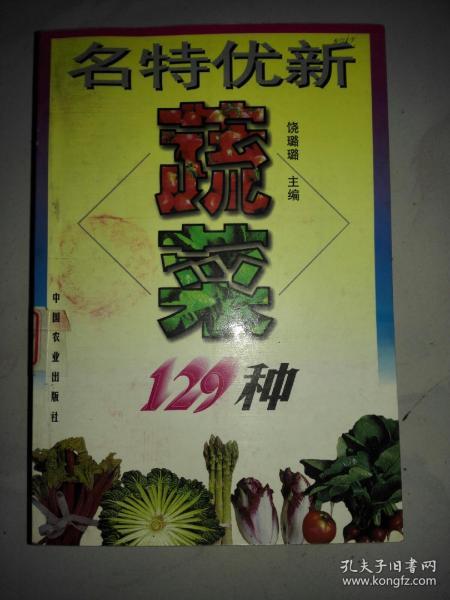 名特优新
蔬菜
饶璐璐 主编
129种
中国农业出版社
孔夫子旧书网
www.kongfz.com